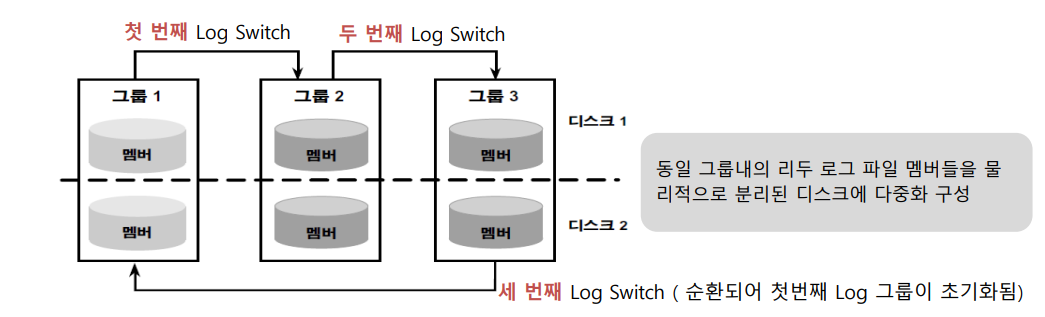 첫 번째 Log Switch
두 번째 Log Switch
그룹 1
그룹 2
그룹 3
디스크 1
멤버
멤버
멤버
동일 그룹내의 리두 로그 파일 멤버들을 물
리적으로 분리된 디스크에 다중화 구성
멤버
멤버
멤버
디스크 2
세 번째 Log Switch ( 순환되어 첫번째 Log 그룹이 초기화됨)